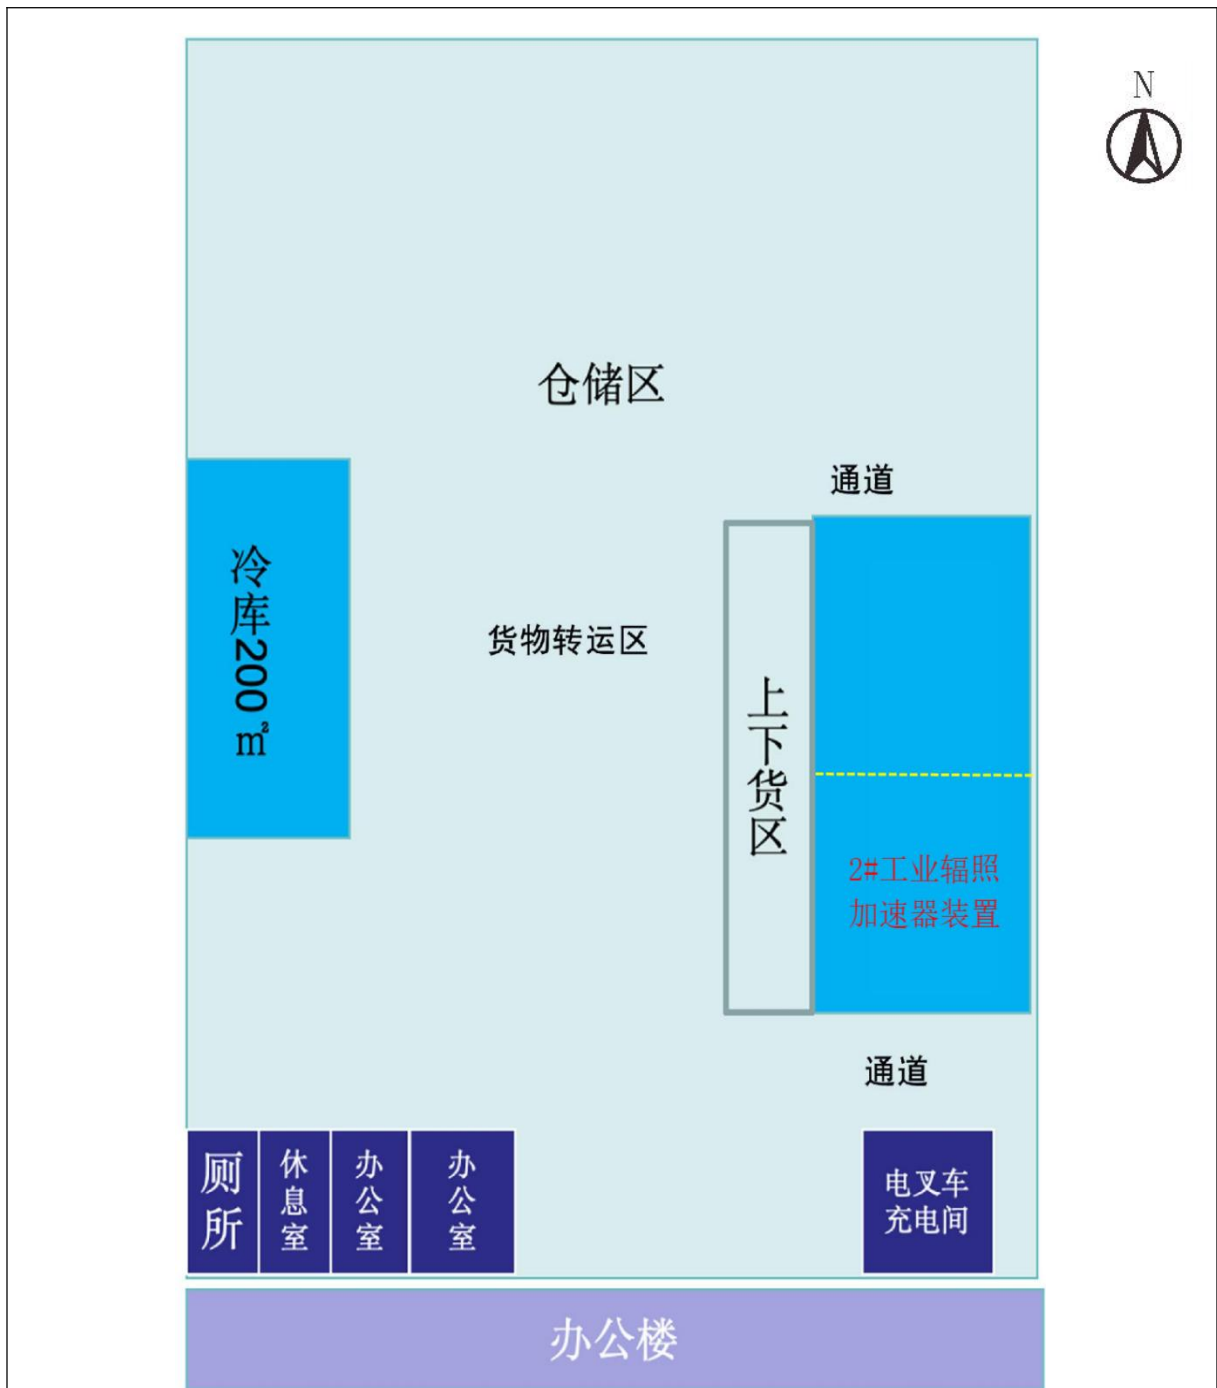 N
仓储区
通道
冷库200㎡
货物转运区
上下货区
2#工业辐照
加速器装置
通道
厕所
休息室
办公室
办公室
电叉车
充电间
办公楼